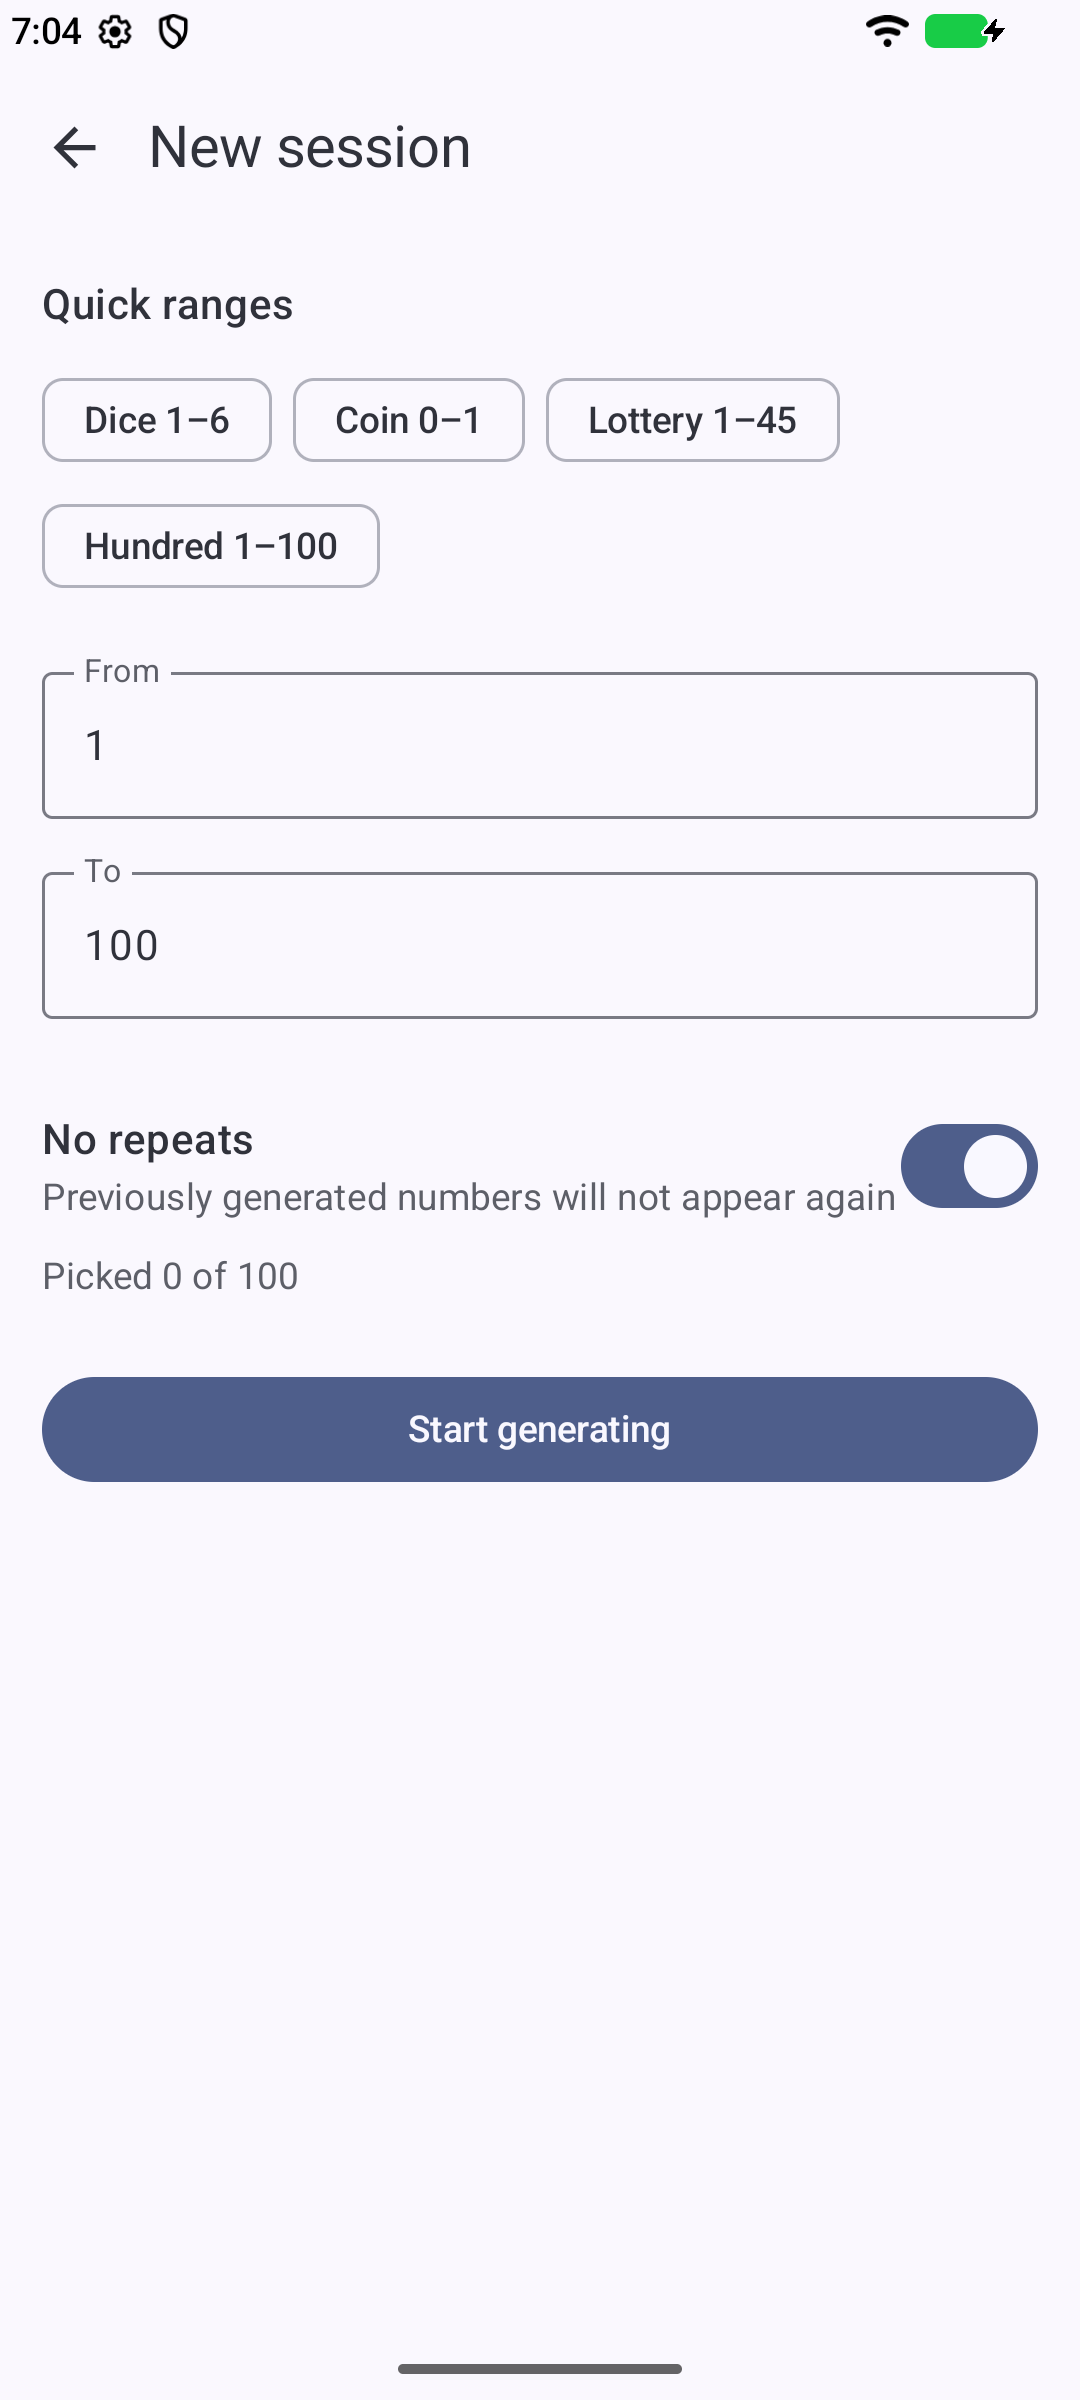 7:04
New session
Quick ranges
Dice 1–6
Coin 0–1
Lottery 1–45
Hundred 1–100
From
1
To
100
No repeats
Previously generated numbers will not appear again
Picked 0 of 100
Start generating